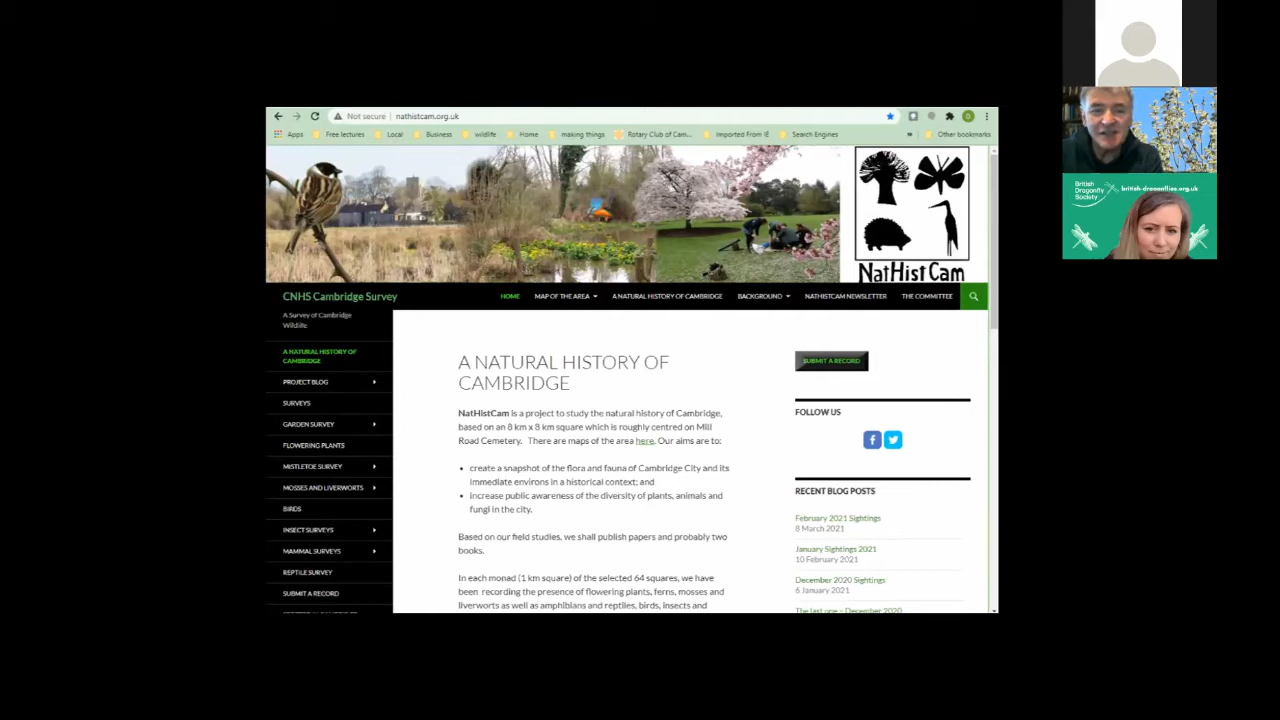 Not secure | nathistcam.org.uk
Apps Free lectures Local Business wildlife Home making things Rotary Club of Cam... Imported From IE Search Engines » Other bookmarks
British
Dragonfly
Society
british-dragonflies.org.uk
NatHistCam
CNHS Cambridge Survey
HOME MAP OF THE AREA A NATURAL HISTORY OF CAMBRIDGE BACKGROUND NATHISTCAM NEWSLETTER THE COMMITTEE
A Survey of Cambridge
Wildlife
A NATURAL HISTORY OF
CAMBRIDGE
PROJECT BLOG
SURVEYS
GARDEN SURVEY
FLOWERING PLANTS
MISTLETOE SURVEY
MOSSES AND LIVERWORTS
BIRDS
INSECT SURVEYS
MAMMAL SURVEYS
REPTILE SURVEY
SUBMIT A RECORD
A NATURAL HISTORY OF
CAMBRIDGE
NatHistCam is a project to study the natural history of Cambridge,
based on an 8 km x 8 km square which is roughly centred on Mill
Road Cemetery. There are maps of the area here. Our aims are to:
• create a snapshot of the flora and fauna of Cambridge City and its
immediate environs in a historical context; and
• increase public awareness of the diversity of plants, animals and
fungi in the city.
Based on our field studies, we shall publish papers and probably two
books.
In each monad (1 km square) of the selected 64 squares, we have
been recording the presence of flowering plants, ferns, mosses and
liverworts as well as amphibians and reptiles, birds, insects and
SUBMIT A RECORD
FOLLOW US
RECENT BLOG POSTS
February 2021 Sightings
8 March 2021
January Sightings 2021
10 February 2021
December 2020 Sightings
6 January 2021
The last one – December 2020